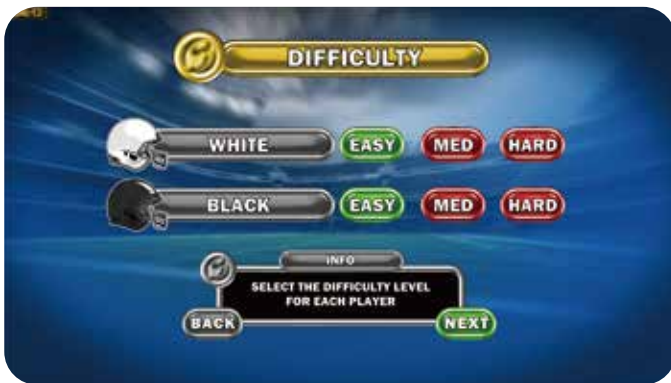 DIFFICULTY
WHITE EASY MED HARD
BLACK EASY MED HARD
INFO
SELECT THE DIFFICULTY LEVEL
FOR EACH PLAYER
BACK NEXT